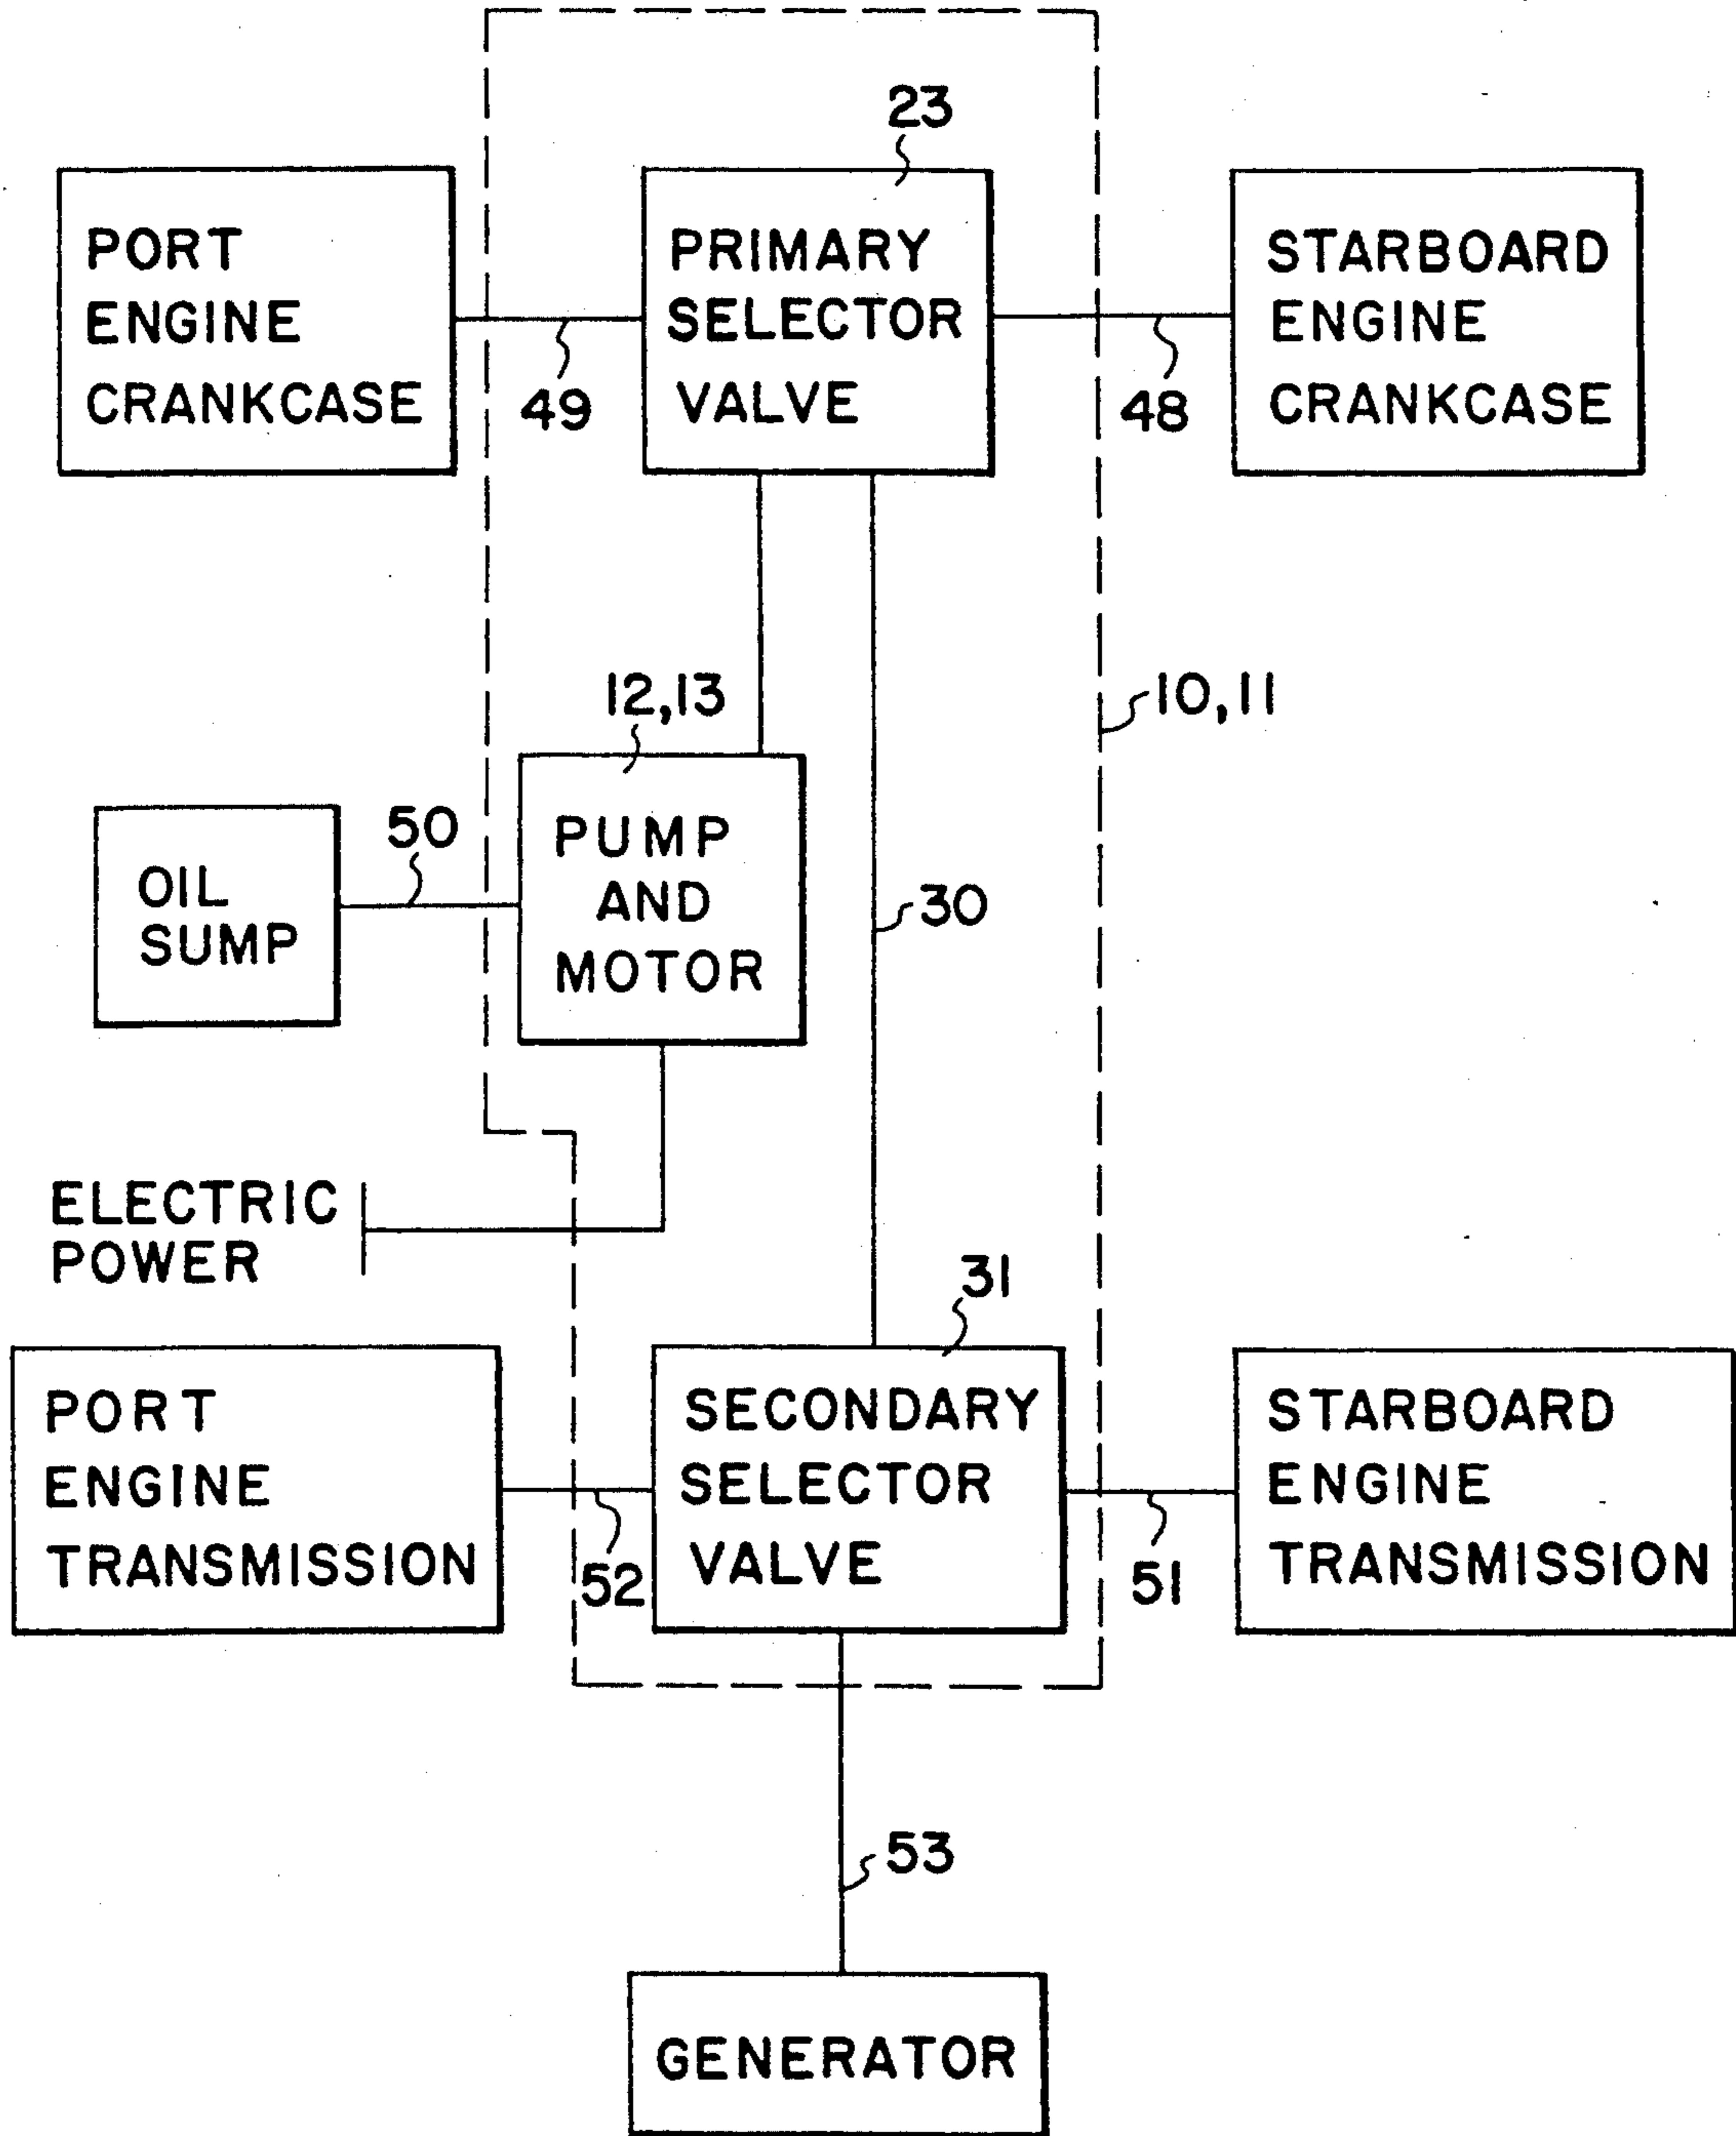 23
PORT
ENGINE
CRANKCASE
PRIMARY
SELECTOR
VALVE
STARBOARD
ENGINE
CRANKCASE
49
48
12,13
10,11
OIL
SUMP
50
PUMP
AND
MOTOR
30
ELECTRIC
POWER
31
PORT
ENGINE
TRANSMISSION
SECONDARY
SELECTOR
VALVE
STARBOARD
ENGINE
TRANSMISSION
52
51
53
GENERATOR